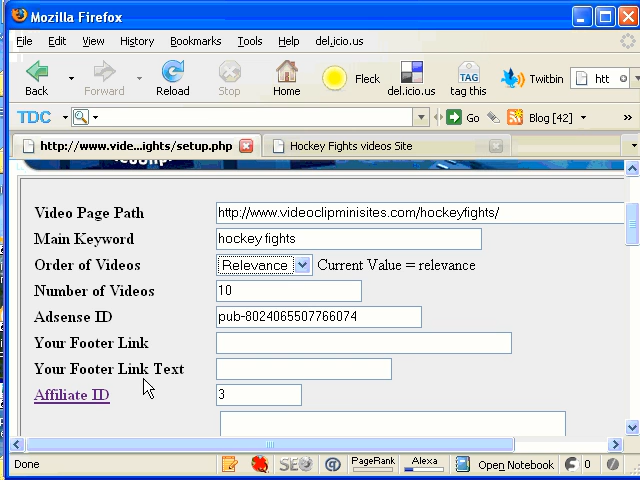 Mozilla Firefox
File Edit View History Bookmarks Tools Help del.icio.us
Back Forward Reload Stop Home Fleck del.icio.us TAG tag this Twitbin htt
TDC Go Blog [42] »
http://www.vide...ights/setup.php Hockey Fights videos Site
Video Page Path http://www.videoclipminisites.com/hockeyfights/
Main Keyword hockey fights
Order of Videos Relevance Current Value = relevance
Number of Videos 10
Adsense ID pub-8024065507766074
Your Footer Link
Your Footer Link Text
Affiliate ID 3
Done SEO PageRank Alexa Open Notebook F 0